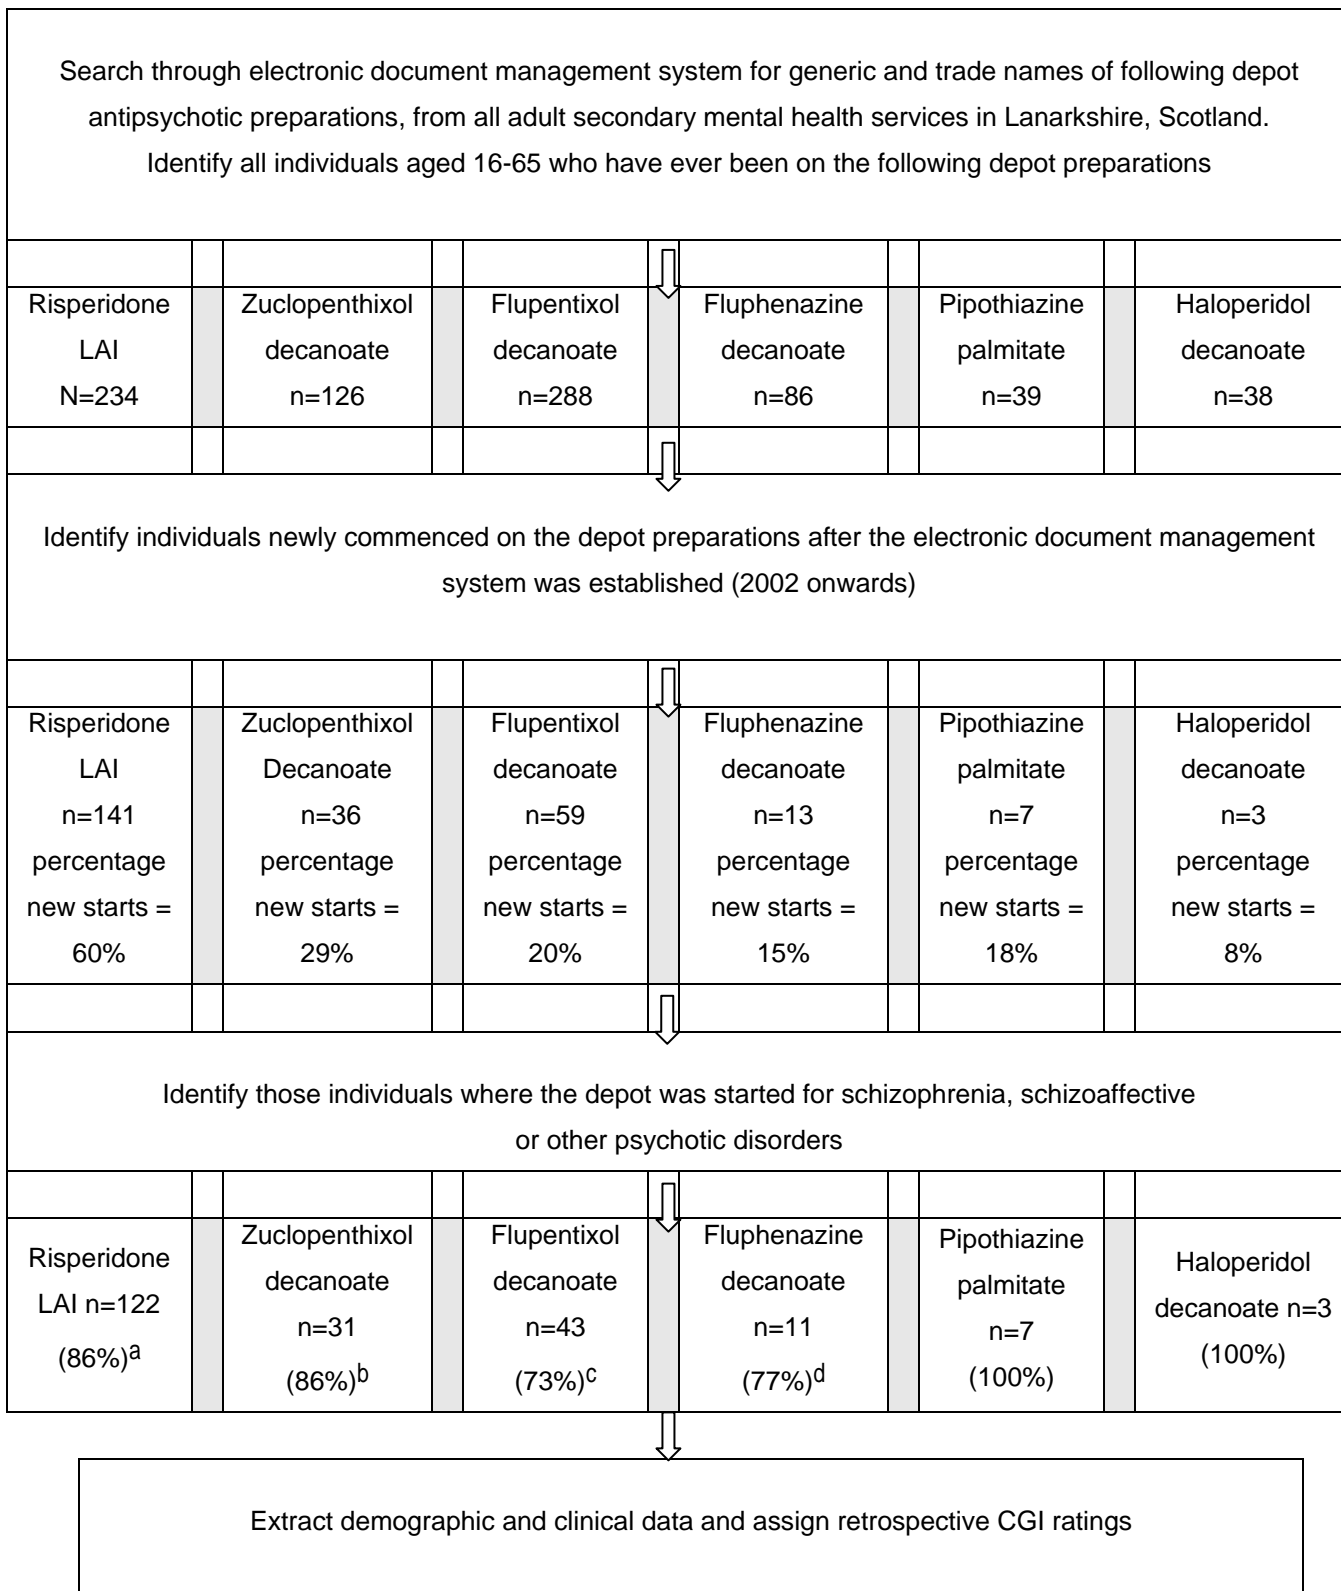 Search through electronic document management system for generic and trade names of following depot
antipsychotic preparations, from all adult secondary mental health services in Lanarkshire, Scotland.
Identify all individuals aged 16-65 who have ever been on the following depot preparations
Risperidone
LAI
N=234
Zuclopenthixol
decanoate
n=126
Flupentixol
decanoate
n=288
Fluphenazine
decanoate
n=86
Pipothiazine
palmitate
n=39
Haloperidol
decanoate
n=38
Identify individuals newly commenced on the depot preparations after the electronic document management
system was established (2002 onwards)
Risperidone
LAI
n=141
percentage
new starts =
60%
Zuclopenthixol
Decanoate
n=36
percentage
new starts =
29%
Flupentixol
decanoate
n=59
percentage
new starts =
20%
Fluphenazine
decanoate
n=13
percentage
new starts =
15%
Pipothiazine
palmitate
n=7
percentage
new starts =
18%
Haloperidol
decanoate
n=3
percentage
new starts =
8%
Identify those individuals where the depot was started for schizophrenia, schizoaffective
or other psychotic disorders
Risperidone
LAI n=122
(86%)a
Zuclopenthixol
decanoate
n=31
(86%)b
Flupentixol
decanoate
n=43
(73%)c
Fluphenazine
decanoate
n=11
(77%)d
Pipothiazine
palmitate
n=7
(100%)
Haloperidol
decanoate n=3
(100%)
Extract demographic and clinical data and assign retrospective CGI ratings